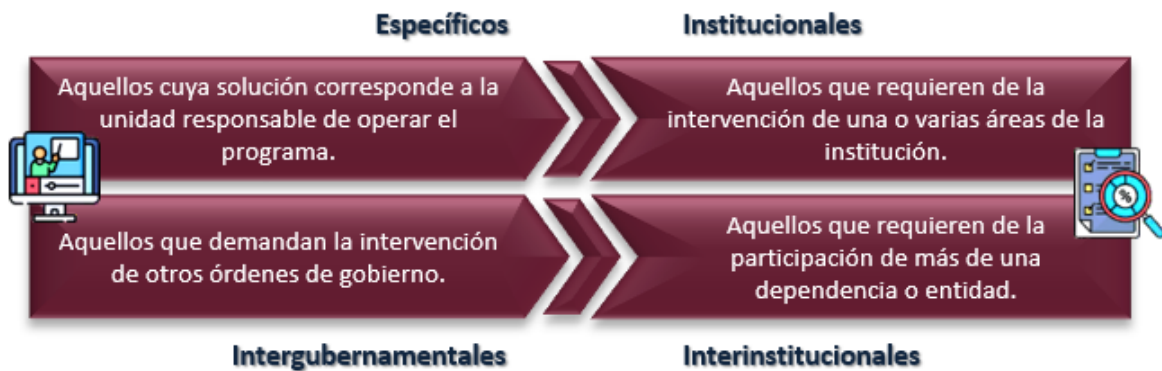 Específicos
Institucionales
Aquellos cuya solución corresponde a la
unidad responsable de operar el
programa.
Aquellos que requieren de la
intervención de una o varias áreas de la
institución.
%
Aquellos que demandan la intervención
de otros órdenes de gobierno.
Aquellos que requieren de la
participación de más de una
dependencia o entidad.
Intergubernamentales
Interinstitucionales